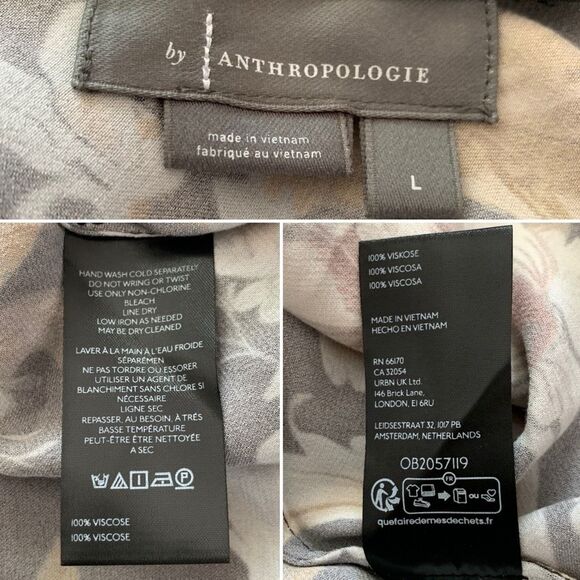 by ANTHROPOLOGIE
made in vietnam
fabriqué au vietnam
L
HAND WASH COLD SEPARATELY
DO NOT WRING OR TWIST
USE ONLY NON-CHLORINE
BLEACH
LINE DRY
LOW IRON AS NEEDED
MAY BE DRY CLEANED
LAVER À LA MAIN À L'EAU FROIDE
SÉPARÉMEN
NE PAS TORDRE OU ESSORER
UTILISER UN AGENT DE
BLANCHIMENT SANS CHLORE SI
NÉCESSAIRE
LIGNE SEC
REPASSER, AU BESOIN, À TRÈS
BASSE TEMPÉRATURE
PEUT-ÊTRE ÊTRE NETTOYÉE
A SEC
P
100% VISCOSE
100% VISCOSE
100% VISKOSE
100% VISCOSA
100% VISCOSA
MADE IN VIETNAM
HECHO EN VIETNAM
RN 66170
CA 32054
URBN UK Ltd.
146 Brick Lane,
LONDON, E1 6RU
LEIDSESTRAAT 32, 1017 PB
AMSTERDAM, NETHERLANDS
OB2057119
FR
ou
quefairedemesdechets.fr